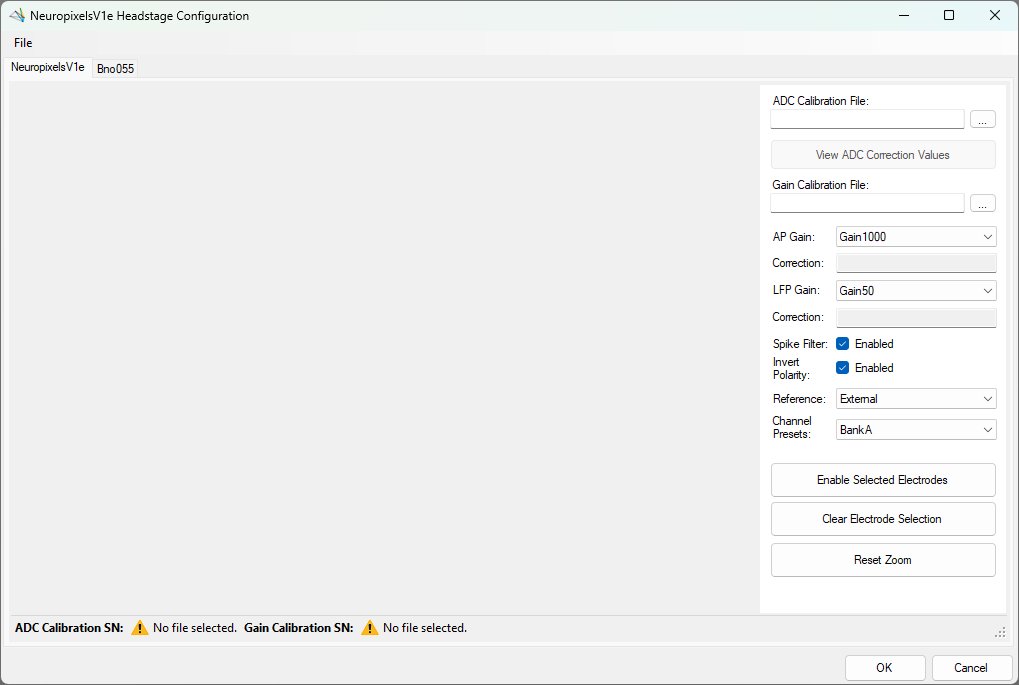 NeuropixelsV1e Headstage Configuration
File
NeuropixelsV1e Bno055
ADC Calibration File:
...
View ADC Correction Values
Gain Calibration File:
...
AP Gain: Gain1000
Correction:
LFP Gain: Gain50
Correction:
Spike Filter: Enabled
Invert
Polarity: Enabled
Reference: External
Channel
Presets: BankA
Enable Selected Electrodes
Clear Electrode Selection
Reset Zoom
ADC Calibration SN: No file selected. Gain Calibration SN: No file selected.
OK Cancel